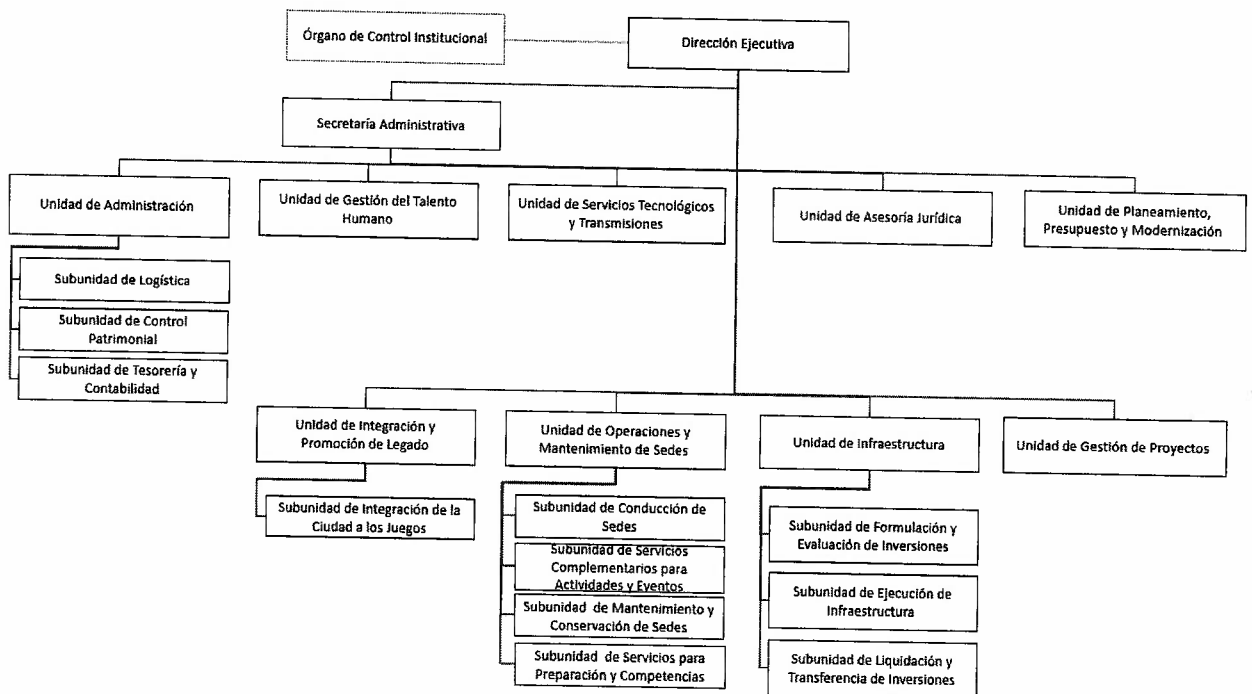 Órgano de Control Institucional
Dirección Ejecutiva
Secretaría Administrativa
Unidad de Administración
Unidad de Gestión del Talento
Humano
Unidad de Servicios Tecnológicos
y Transmisiones
Unidad de Asesoría Jurídica
Unidad de Planeamiento,
Presupuesto y Modernización
Subunidad de Logística
Subunidad de Control
Patrimonial
Subunidad de Tesorería y
Contabilidad
Unidad de Integración y
Promoción de Legado
Unidad de Operaciones y
Mantenimiento de Sedes
Unidad de Infraestructura
Unidad de Gestión de Proyectos
Subunidad de Integración de la
Ciudad a los Juegos
Subunidad de Conducción de
Sedes
Subunidad de Servicios
Complementarios para
Actividades y Eventos
Subunidad de Mantenimiento y
Conservación de Sedes
Subunidad de Servicios para
Preparación y Competencias
Subunidad de Formulación y
Evaluación de Inversiones
Subunidad de Ejecución de
Infraestructura
Subunidad de Liquidación y
Transferencia de Inversiones